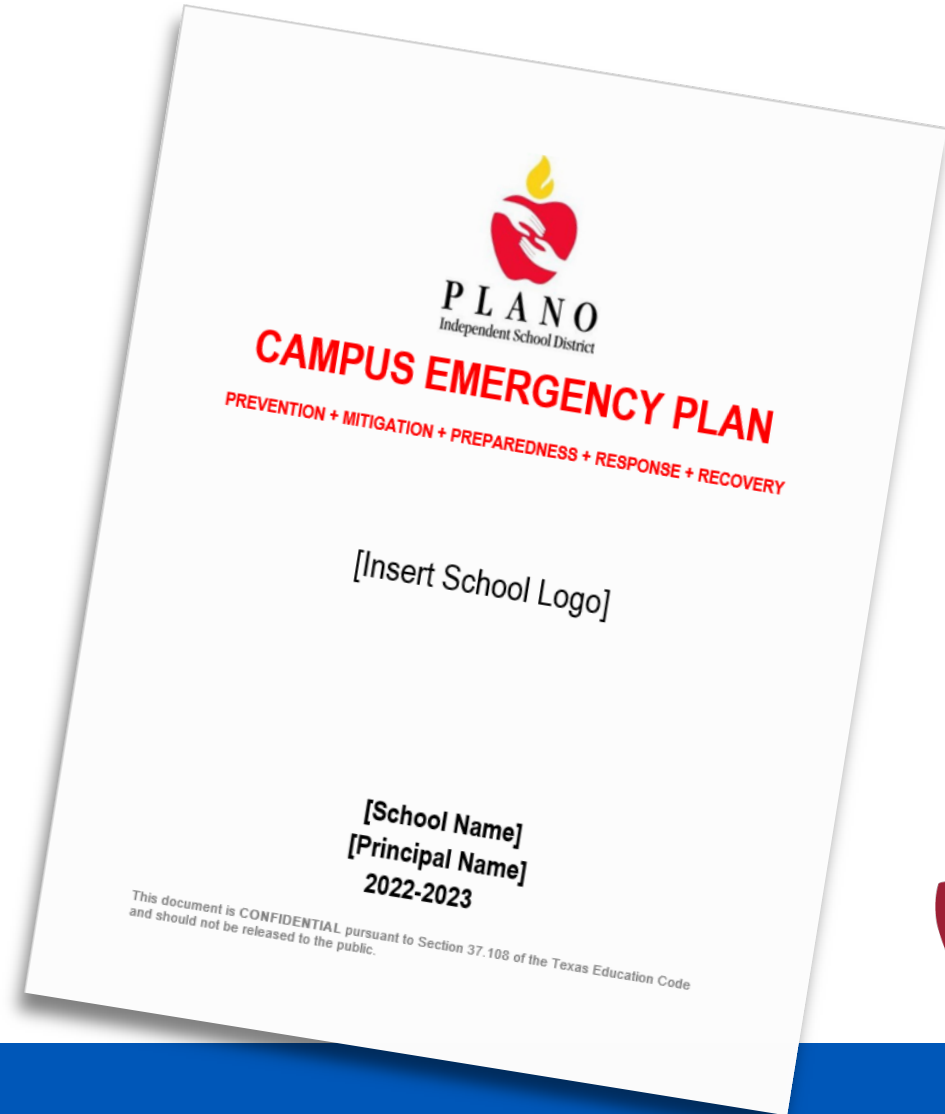 PLANO
Independent School District
CAMPUS EMERGENCY PLAN
PREVENTION + MITIGATION + PREPAREDNESS + RESPONSE + RECOVERY
[Insert School Logo]
[School Name]
[Principal Name]
2022-2023
This document is CONFIDENTIAL pursuant to Section 37.108 of the Texas Education Code
and should not be released to the public.